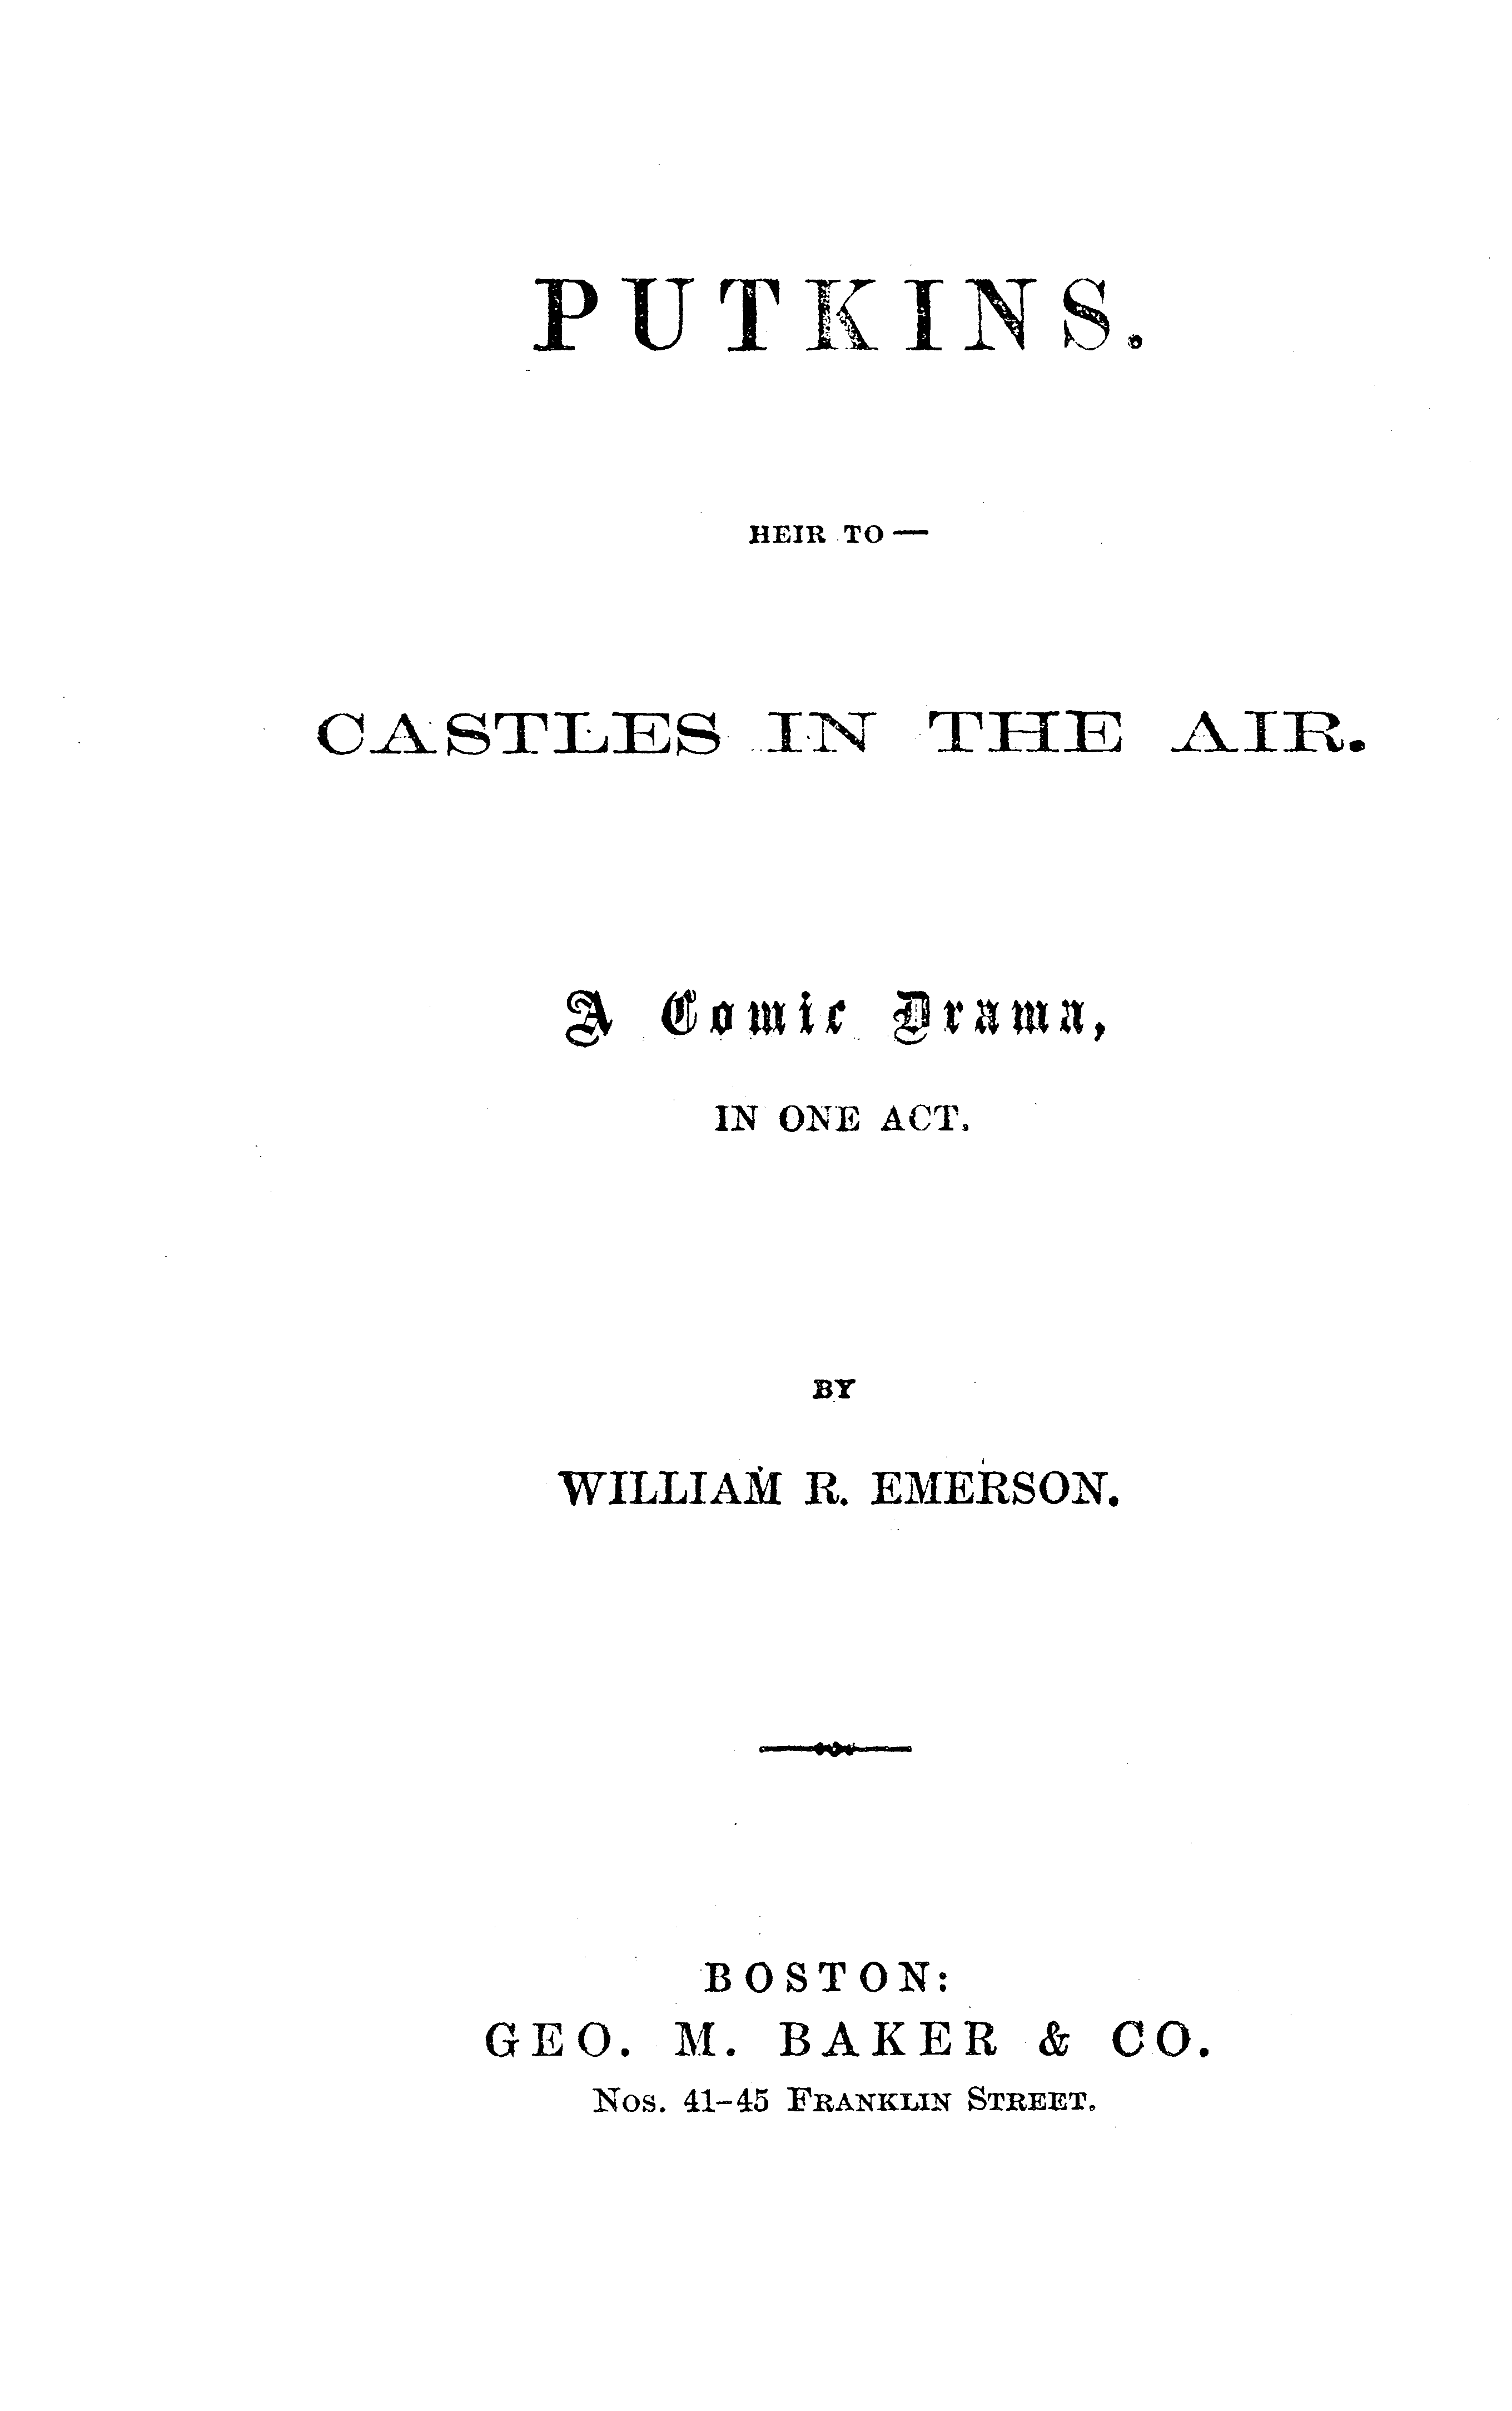 PUTKINS.
HEIR TO—
CASTLES IN THE AIR.
A Comic Drama,
IN ONE ACT.
BY
WILLIAM R. EMERSON.
BOSTON:
GEO. M. BAKER & CO.
Nos. 41–45 Franklin Street.